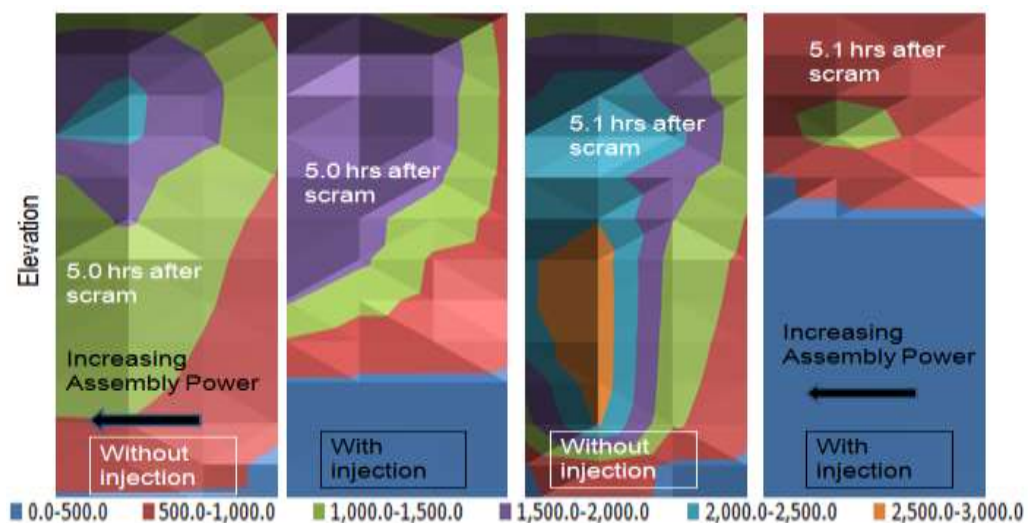 Elevation
5.0 hrs after
scram
Increasing
Assembly Power
Without
injection
5.0 hrs after
scram
With
injection
5.1 hrs after
scram
Without
injection
5.1 hrs after
scram
Increasing
Assembly Power
With
injection
0.0-500.0 500.0-1,000.0 1,000.0-1,500.0 1,500.0-2,000.0 2,000.0-2,500.0 2,500.0-3,000.0